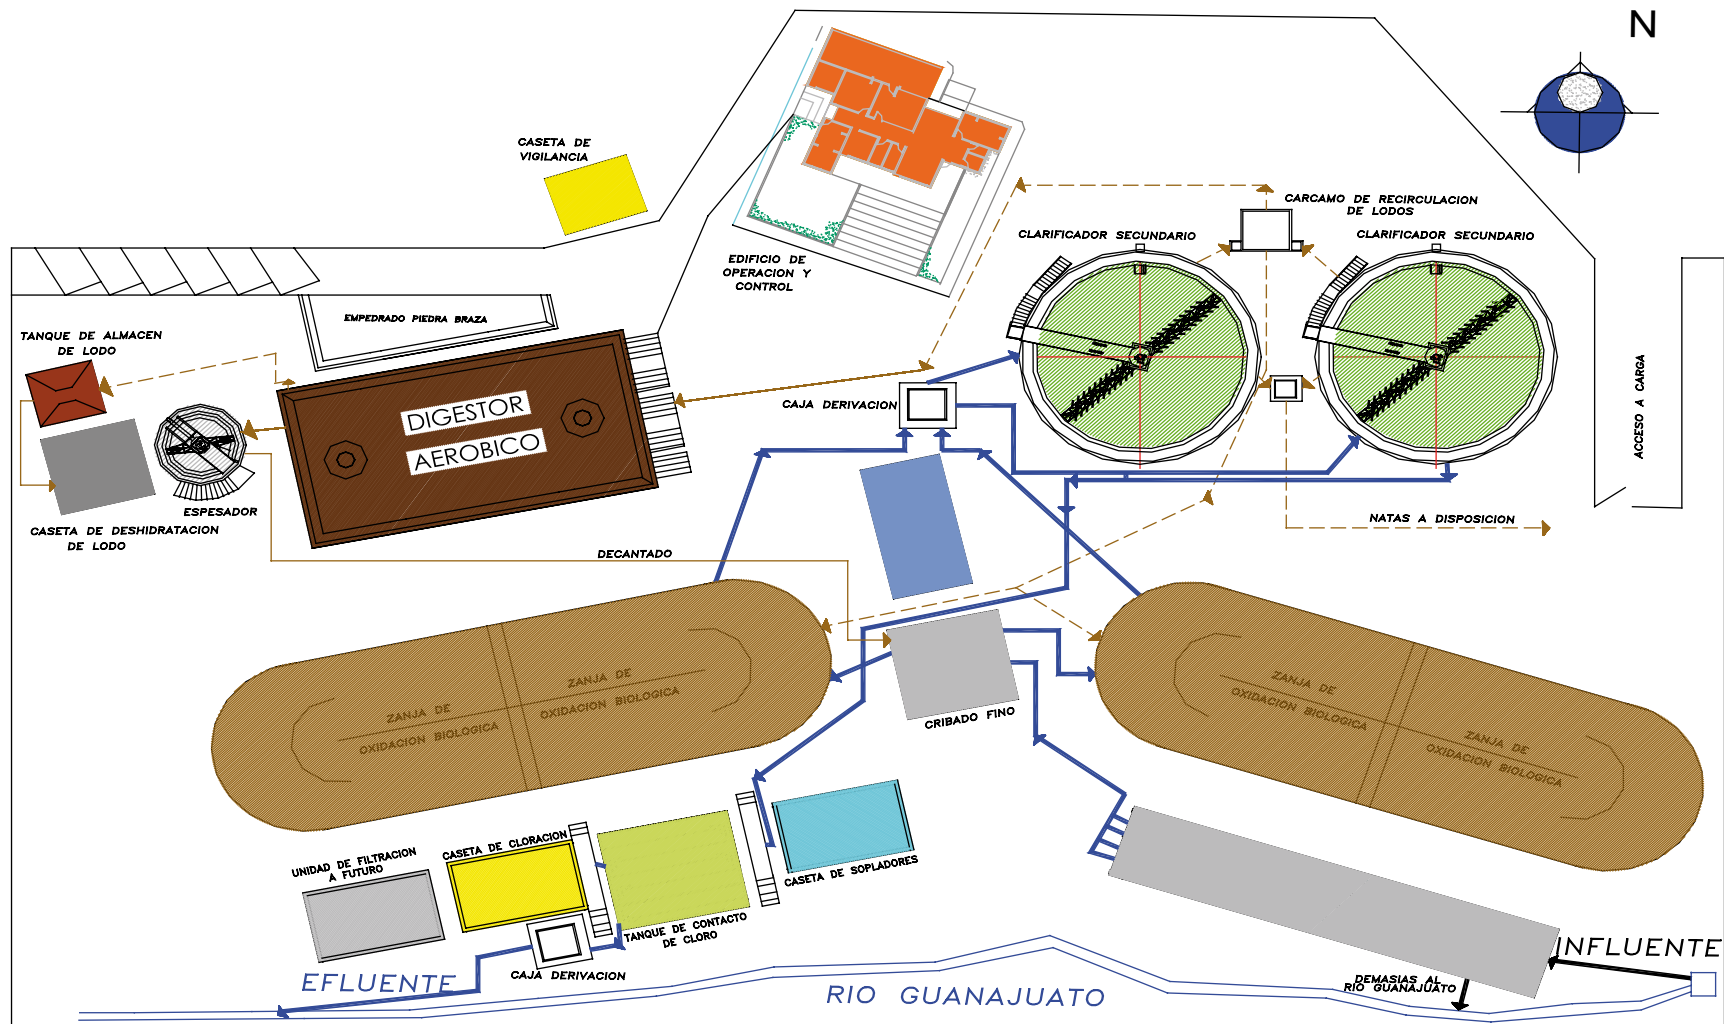 N
CASETA DE
VIGILANCIA
CARCAMO DE RECIRCULACION
DE LODOS
CLARIFICADOR SECUNDARIO
CLARIFICADOR SECUNDARIO
EDIFICIO DE
OPERACION Y
CONTROL
EMPEDRADO PIEDRA BRAZA
TANQUE DE ALMACEN
DE LODO
DIGESTOR
AEROBICO
CAJA DERIVACION
ACCESO A CARGA
ESPESADOR
CASETA DE DESHIDRATACION
DE LODO
NATAS A DISPOSICION
DECANTADO
ZANJA DE
OXIDACION BIOLOGICA
ZANJA DE
OXIDACION BIOLOGICA
ZANJA DE
OXIDACION BIOLOGICA
ZANJA DE
OXIDACION BIOLOGICA
CRIBADO FINO
UNIDAD DE FILTRACION
A FUTURO
CASETA DE CLORACION
CASETA DE SOPLADORES
TANQUE DE CONTACTO
DE CLORO
CAJA DERIVACION
EFLUENTE
RIO GUANAJUATO
INFLUENTE
DEMASIAS AL
RIO GUANAJUATO